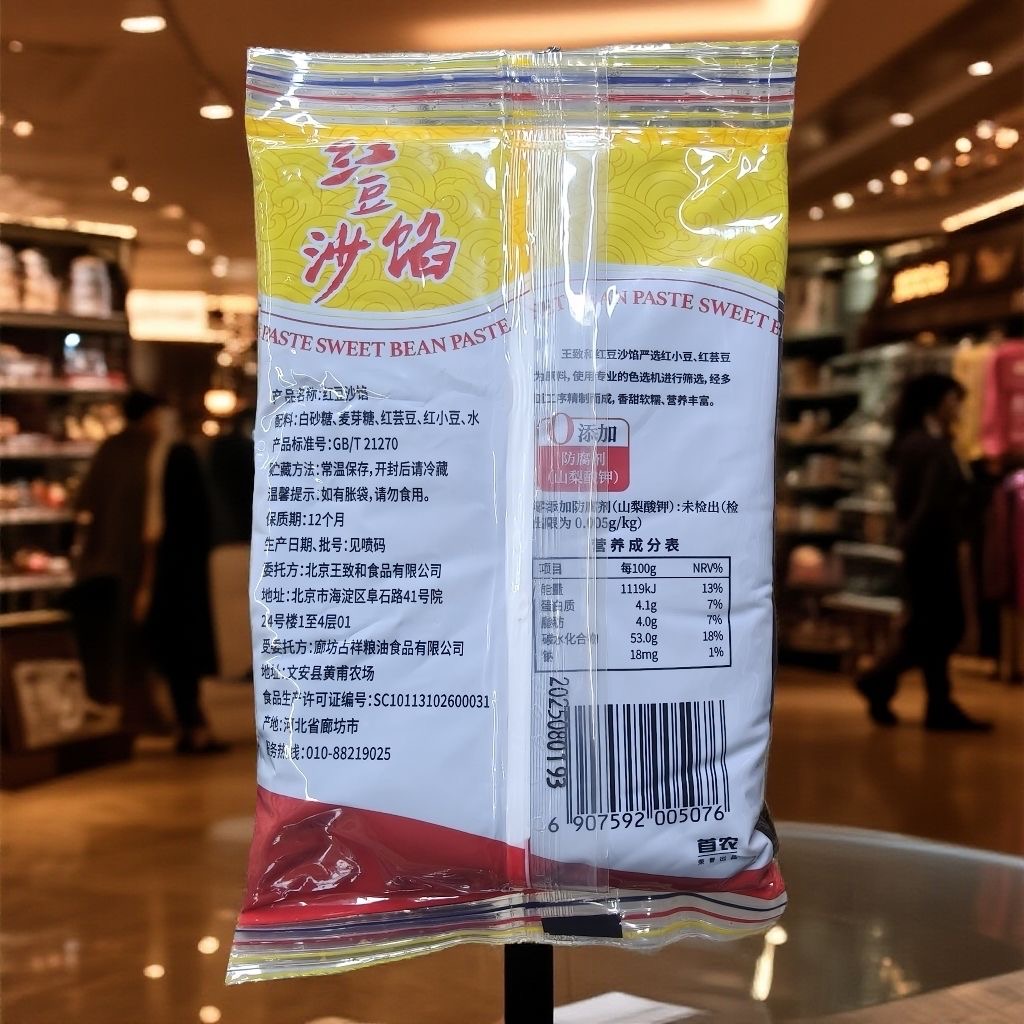 红豆
沙馅
PASTE SWEET BEAN PASTE
BEAN PASTE SWEET
产品名称:红豆沙馅
配料:白砂糖、麦芽糖、红芸豆、红小豆、水
产品标准号:GB/T 21270
贮藏方法:常温保存,开封后请冷藏
温馨提示:如有胀袋,请勿食用。
保质期:12个月
生产日期、批号:见喷码
委托方:北京王致和食品有限公司
地址:北京市海淀区阜石路41号院
24号楼1至4层01
受委托方:廊坊占祥粮油食品有限公司
地址:文安县黄甫农场
食品生产许可证编号:SC10113102600031
产地:河北省廊坊市
服务热线:010-88219025
王致和红豆沙馅严选红小豆、红芸豆
为原料,使用专业的色选机进行筛选,经多
道工序精制而成,香甜软糯、营养丰富。
0添加
防腐剂
(山梨酸钾)
添加防腐剂(山梨酸钾):未检出(检
出限为 0.005g/kg)
营养成分表
项目 每100g NRV%
能量 1119kJ 13%
蛋白质 4.1g 7%
脂肪 4.0g 7%
碳水化合物 53.0g 18%
钠 18mg 1%
20250801 93
6 907592 005076
首农
荣誉出品